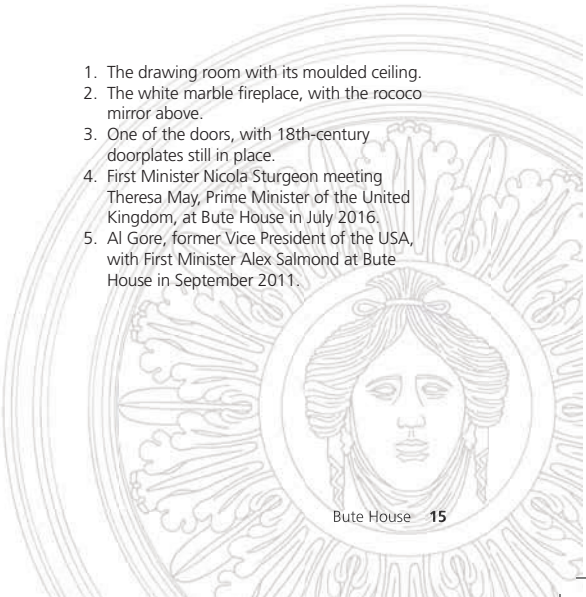 1. The drawing room with its moulded ceiling.
2. The white marble fireplace, with the rococo
mirror above.
3. One of the doors, with 18th-century
doorplates still in place.
4. First Minister Nicola Sturgeon meeting
Theresa May, Prime Minister of the United
Kingdom, at Bute House in July 2016.
5. Al Gore, former Vice President of the USA,
with First Minister Alex Salmond at Bute
House in September 2011.
Bute House 15